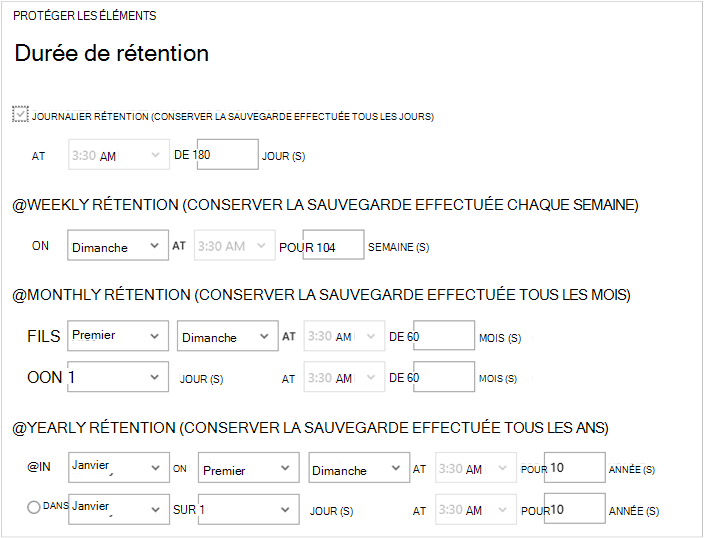 PROTÉGER LES ÉLÉMENTS
Durée de rétention
JOURNALIER RÉTENTION (CONSERVER LA SAUVEGARDE EFFECTUÉE TOUS LES JOURS)
AT 3:30 AM DE 180 JOUR (S)
@WEEKLY RÉTENTION (CONSERVER LA SAUVEGARDE EFFECTUÉE CHAQUE SEMAINE)
ON Dimanche AT 3:30 AM POUR 104 SEMAINE (S)
@MONTHLY RÉTENTION (CONSERVER LA SAUVEGARDE EFFECTUÉE TOUS LES MOIS)
FILS Premier Dimanche AT 3:30 AM DE 60 MOIS (S)
OON 1 JOUR (S) AT 3:30 AM DE 60 MOIS (S)
@YEARLY RÉTENTION (CONSERVER LA SAUVEGARDE EFFECTUÉE TOUS LES ANS)
@IN Janvier ON Premier Dimanche AT 3:30 AM POUR 10 ANNÉE (S)
DANS Janvier SUR 1 JOUR (S) AT 3:30 AM POUR 10 ANNÉE (S)